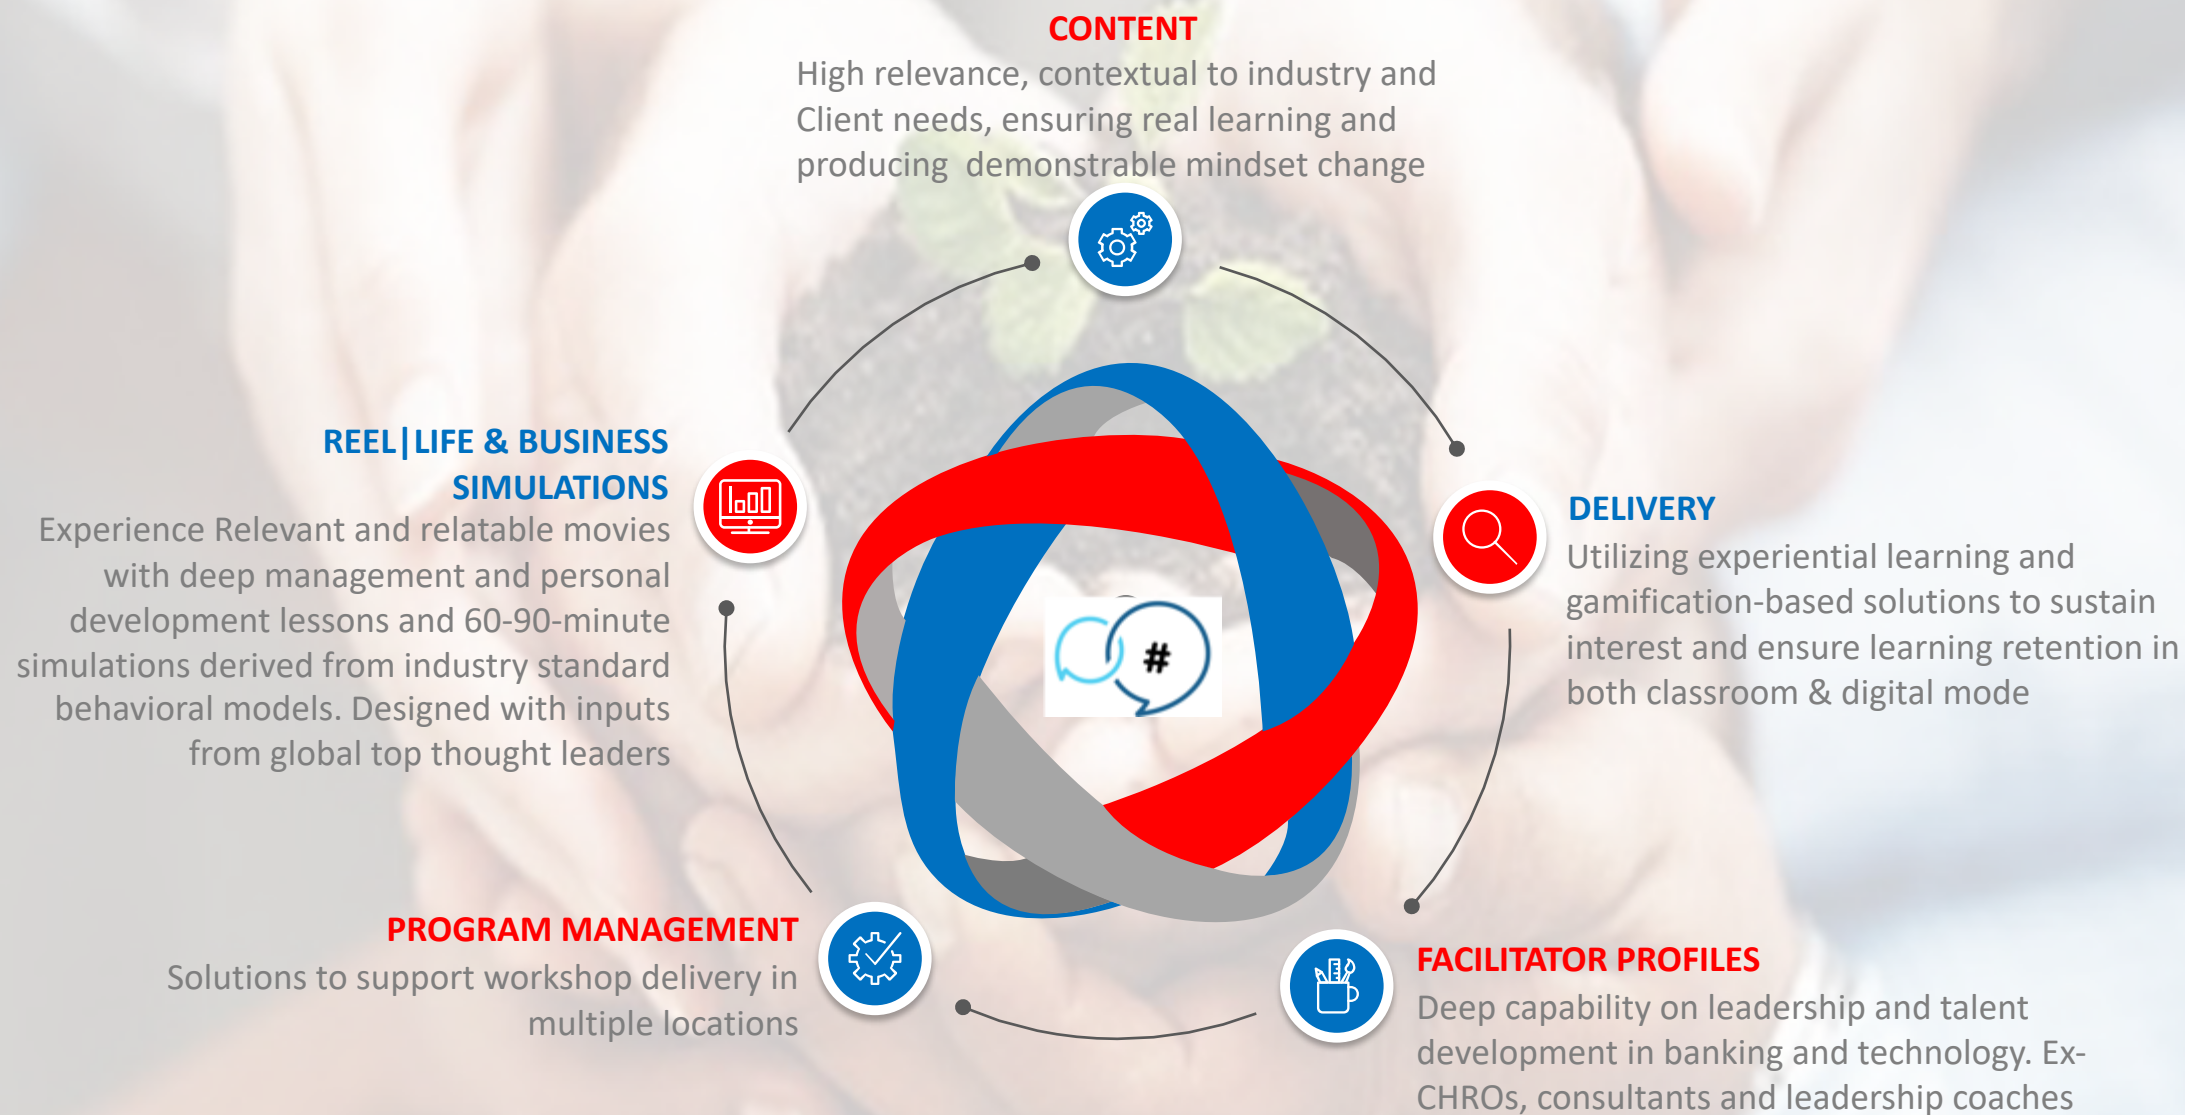 CONTENT
High relevance, contextual to industry and
Client needs, ensuring real learning and
producing  demonstrable mindset change
REEL|LIFE & BUSINESS
SIMULATIONS
Experience Relevant and relatable movies
with deep management and personal
development lessons and 60-90-minute
simulations derived from industry standard
behavioral models. Designed with inputs
from global top thought leaders
#
DELIVERY
Utilizing experiential learning and
gamification-based solutions to sustain
interest and ensure learning retention in
both classroom & digital mode
PROGRAM MANAGEMENT
Solutions to support workshop delivery in
multiple locations
FACILITATOR PROFILES
Deep capability on leadership and talent
development in banking and technology. Ex-
CHROs, consultants and leadership coaches